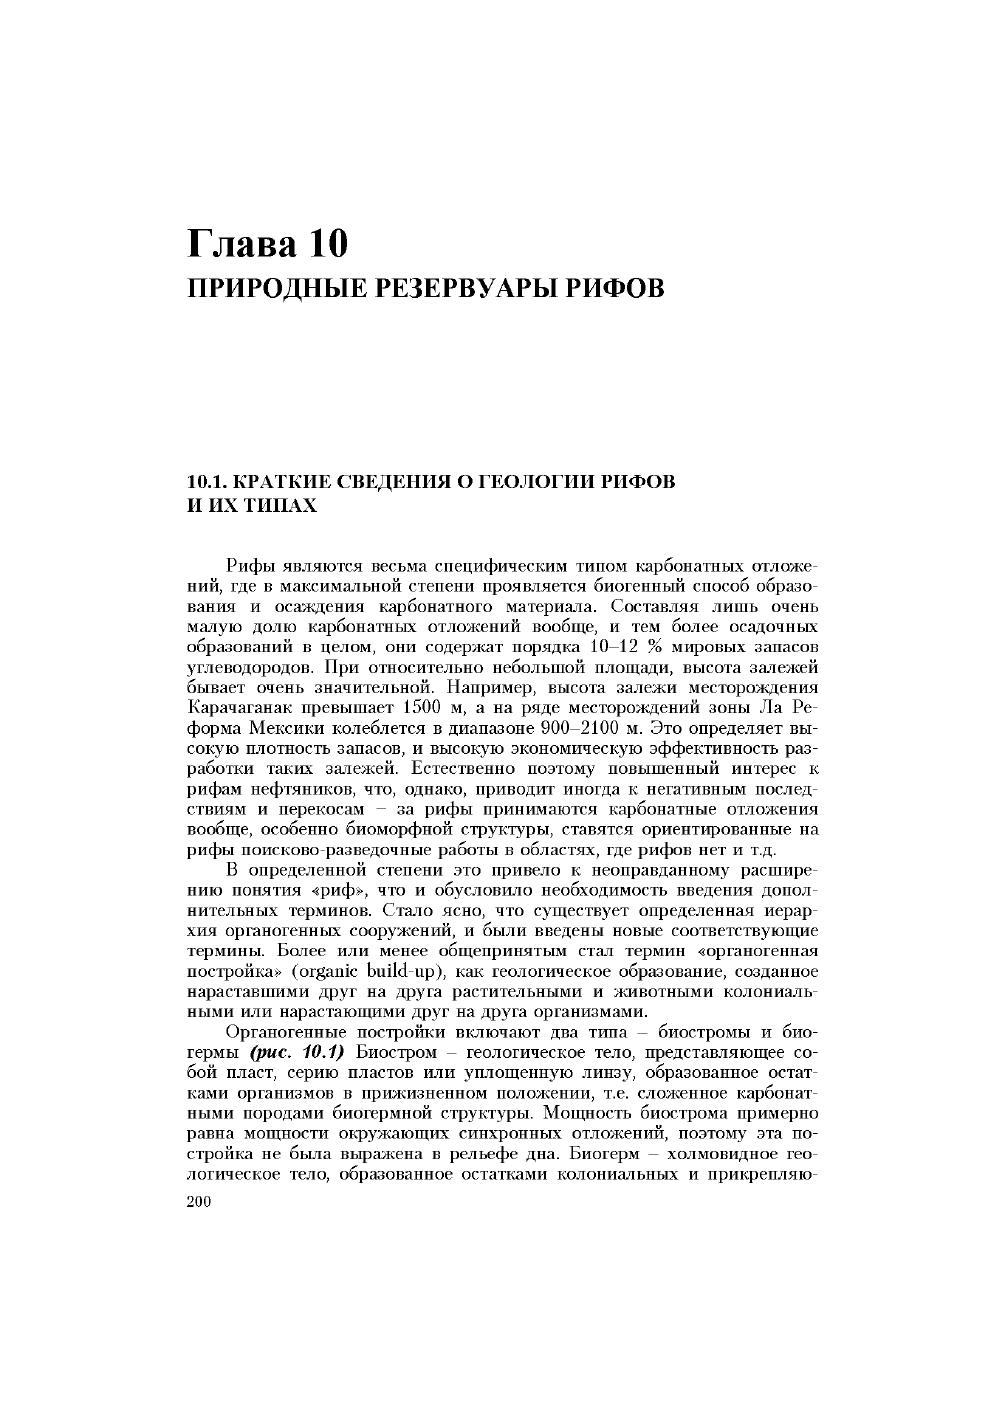 Глава 10
ПРИРОДНЫЕ РЕЗЕРВУАРЫ РИФОВ
10.1. КРАТКИЕ СВЕДЕНИЯ О ГЕОЛОГИИ РИФОВ
И ИХ ТИПАХ
Рифы являются весьма специфическим типом карбонатных отложе-
ний, где в максимальной степени проявляется биогенный способ образо-
вания и осаждения карбонатного материала. Составляя лишь очень
малую долю карбонатных отложений вообще, и тем более осадочных
образований в целом, они содержат порядка 10–12 % мировых запасов
углеводородов. При относительно небольшой площади, высота залежей
бывает очень значительной. Например, высота залежи месторождения
Карачаганак превышает 1500 м, а на ряде месторождений зоны Ла Ре-
форма Мексики колеблется в диапазоне 900–2100 м. Это определяет вы-
сокую плотность запасов, и высокую экономическую эффективность раз-
работки таких залежей. Естественно поэтому повышенный интерес к
рифам нефтяников, что, однако, приводит иногда к негативным послед-
ствиям и перекосам – за рифы принимаются карбонатные отложения
вообще, особенно биоморфной структуры, ставятся ориентированные на
рифы поисково-разведочные работы в областях, где рифов нет и т.д.
В определенной степени это привело к неоправданному расшире-
нию понятия «риф», что и обусловило необходимость введения допол-
нительных терминов. Стало ясно, что существует определенная иерар-
хия органогенных сооружений, и были введены новые соответствующие
термины. Более или менее общепринятым стал термин «органогенная
постройка» (organic build-up), как геологическое образование, созданное
нараставшими друг на друга растительными и животными колониаль-
ными или нарастающими друг на друга организмами.
Органогенные постройки включают два типа – биостромы и био-
гермы (рис. 10.1) Биостром – геологическое тело, представляющее со-
бой пласт, серию пластов или уплощенную линзу, образованное остат-
ками организмов в прижизненном положении, т.е. сложенное карбонат-
ными породами биогермной структуры. Мощность биострома примерно
равна мощности окружающих синхронных отложений, поэтому эта по-
стройка не была выражена в рельефе дна. Биогерм – холмовидное гео-
логическое тело, образованное остатками колониальных и прикрепляю-
200